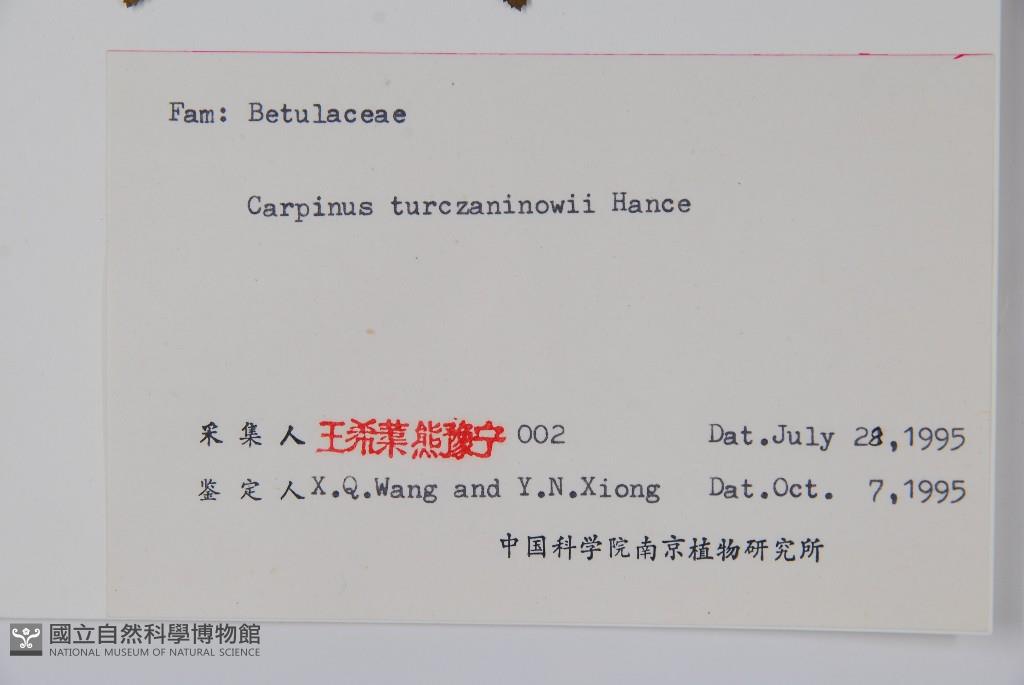 Fam: Betulaceae
Carpinus turczaninowii Hance
采集人 王希蕖 熊豫宁 002 Dat.July 28,1995
鉴定人 X.Q.Wang and Y.N.Xiong Dat.Oct. 7,1995
中国科学院南京植物研究所
國立自然科學博物館
NATIONAL MUSEUM OF NATURAL SCIENCE